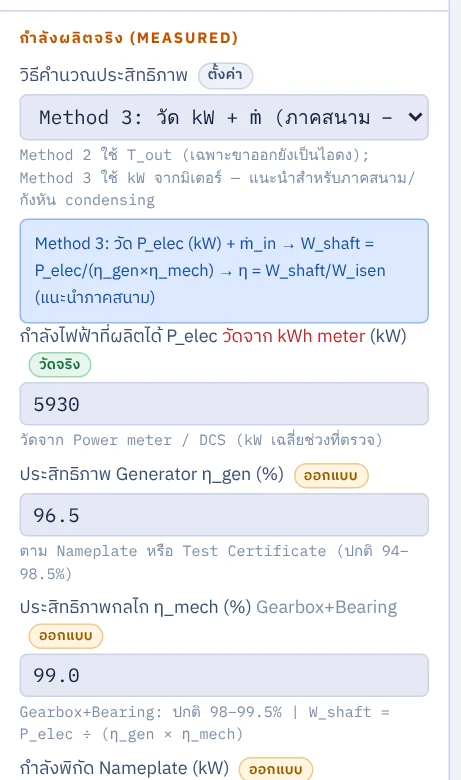 กำลังผลิตจริง (MEASURED)
วิธีคำนวณประสิทธิภาพ ตั้งค่า
Method 3: วัด kW + ṁ (ภาคสนาม –
Method 2 ใช้ T_out (เฉพาะขาออกยังเป็นไอดง);
Method 3 ใช้ kW จากมิเตอร์ — แนะนำสำหรับภาคสนาม/
กังหัน condensing
Method 3: วัด P_elec (kW) + ṁ_in → W_shaft =
P_elec/(η_gen×η_mech) → η = W_shaft/W_isen
(แนะนำภาคสนาม)
กำลังไฟฟ้าที่ผลิตได้ P_elec วัดจาก kWh meter (kW)
วัดจริง
5930
วัดจาก Power meter / DCS (kW เฉลี่ยช่วงที่ตรวจ)
ประสิทธิภาพ Generator η_gen (%) ออกแบบ
96.5
ตาม Nameplate หรือ Test Certificate (ปกติ 94–
98.5%)
ประสิทธิภาพกลไก η_mech (%) Gearbox+Bearing
ออกแบบ
99.0
Gearbox+Bearing: ปกติ 98–99.5% | W_shaft =
P_elec ÷ (η_gen × η_mech)
กำลังพิกัด Nameplate (kW) ออกแบบ